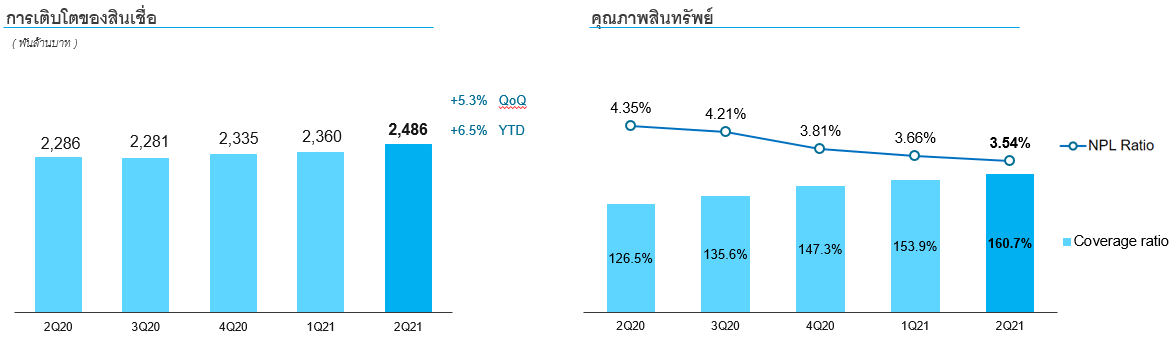 การเติบโตของสินเชื่อ
( พันล้านบาท )
+5.3% QoQ
+6.5% YTD
2,286 2,281 2,335 2,360 2,486
2Q20 3Q20 4Q20 1Q21 2Q21
คุณภาพสินทรัพย์
4.35% 4.21% 3.81% 3.66% 3.54%
NPL Ratio
126.5% 135.6% 147.3% 153.9% 160.7%
Coverage ratio
2Q20 3Q20 4Q20 1Q21 2Q21